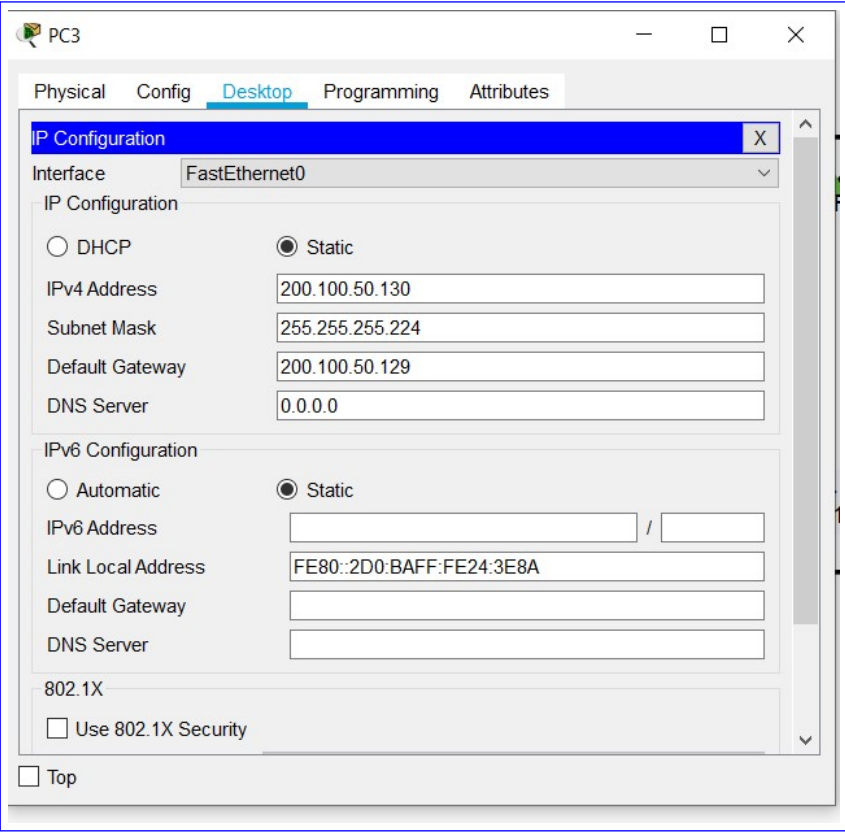 PC3
Physical Config Desktop Programming Attributes
IP Configuration X
Interface FastEthernet0
IP Configuration
DHCP Static
IPv4 Address 200.100.50.130
Subnet Mask 255.255.255.224
Default Gateway 200.100.50.129
DNS Server 0.0.0.0
IPv6 Configuration
Automatic Static
IPv6 Address /
Link Local Address FE80::2D0:BAFF:FE24:3E8A
Default Gateway
DNS Server
802.1X
Use 802.1X Security
Top